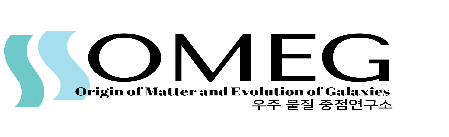 OMEG
Origin of Matter and Evolution of Galaxies
우주 물질 중점연구소